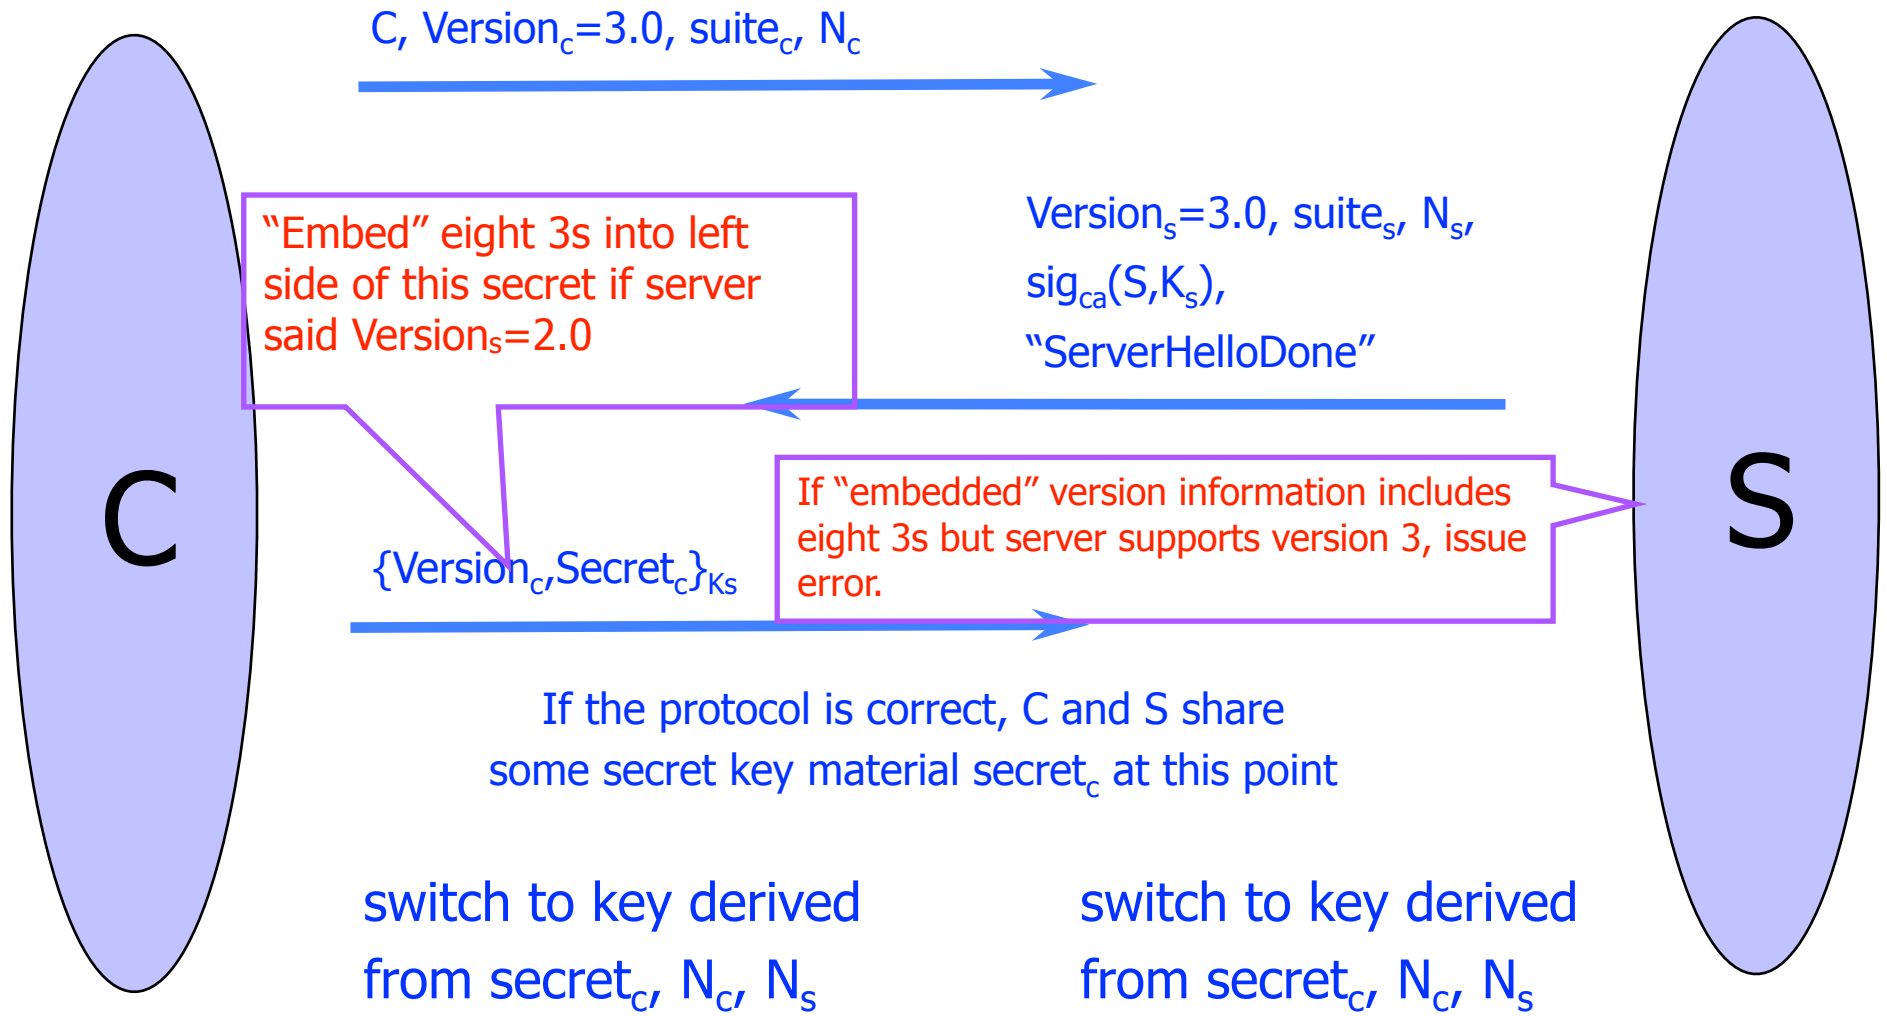 C, Version_c=3.0, suite_c, N_c
“Embed” eight 3s into left
side of this secret if server
said Version_s=2.0
Version_s=3.0, suite_s, N_s,
sig_ca(S,K_s),
“ServerHelloDone”
C
S
If “embedded” version information includes
eight 3s but server supports version 3, issue
error.
{Version_c,Secret_c}_Ks
If the protocol is correct, C and S share
some secret key material secret_c at this point
switch to key derived
from secret_c, N_c, N_s
switch to key derived
from secret_c, N_c, N_s